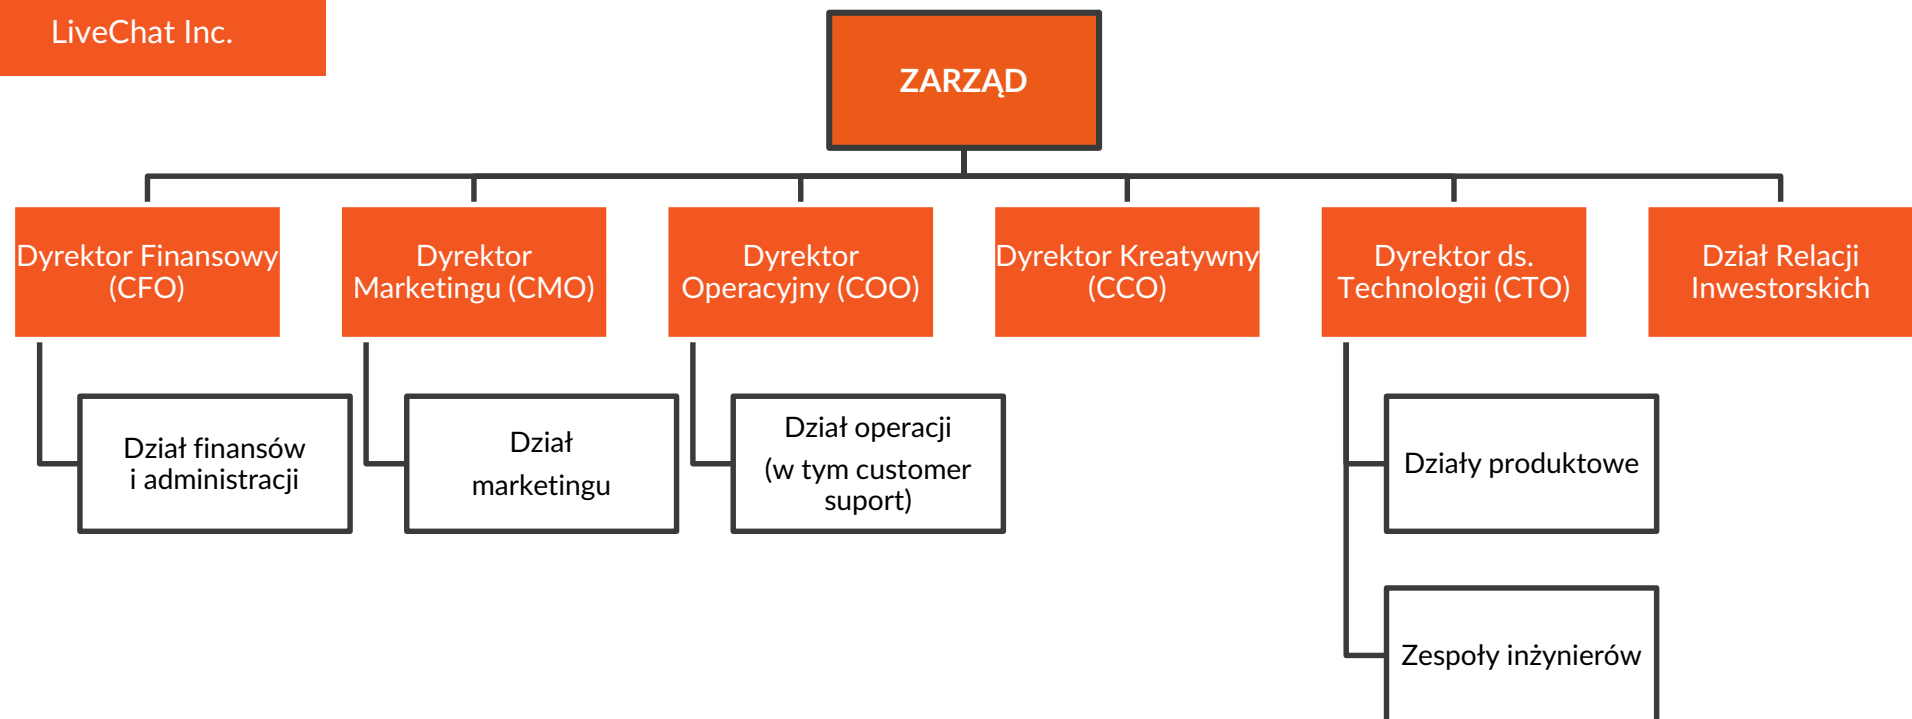 LiveChat Inc.
ZARZĄD
Dyrektor Finansowy
(CFO)
Dyrektor
Marketingu (CMO)
Dyrektor
Operacyjny (COO)
Dyrektor Kreatywny
(CCO)
Dyrektor ds.
Technologii (CTO)
Dział Relacji
Inwestorskich
Dział finansów
i administracji
Dział
marketingu
Dział operacji
(w tym customer
suport)
Działy produktowe
Zespoły inżynierów